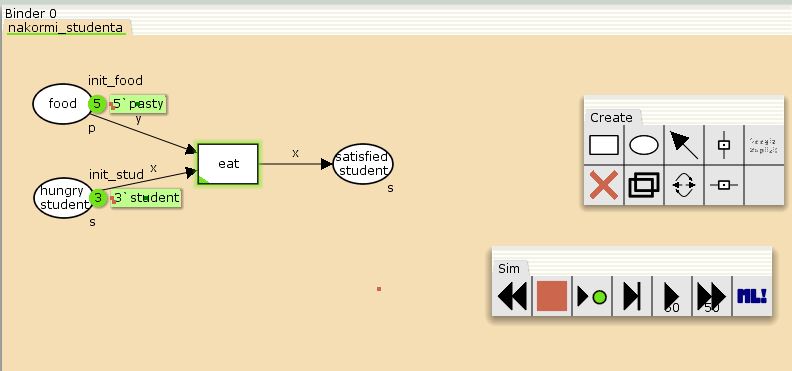 Binder 0
nakormi_studenta
init_food
food
5
5`pasty
p
y
init_stud
x
hungry
student
3
3`student
s
eat
x
satisfied
student
s
Create
Sim
50
50
ML!